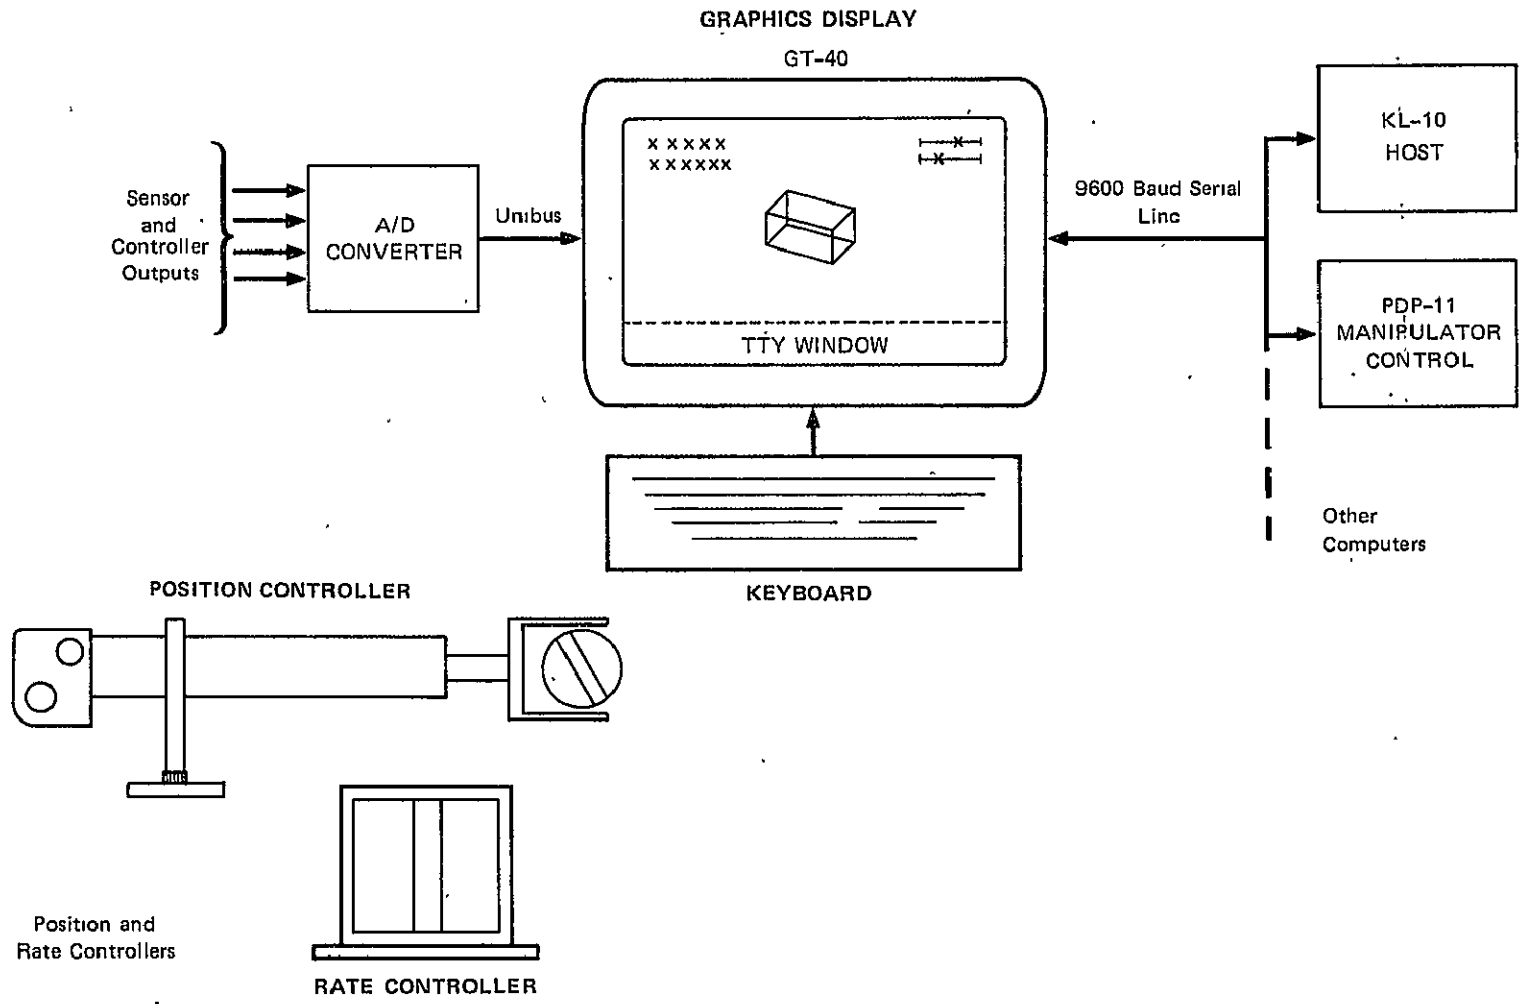 GRAPHICS DISPLAY
GT-40
x x x x x
x x x x x x
x
x
TTY WINDOW
Sensor
and
Controller
Outputs
A/D
CONVERTER
Unibus
9600 Baud Serial
Line
KL-10
HOST
PDP-11
MANIPULATOR
CONTROL
Other
Computers
KEYBOARD
POSITION CONTROLLER
Position and
Rate Controllers
RATE CONTROLLER